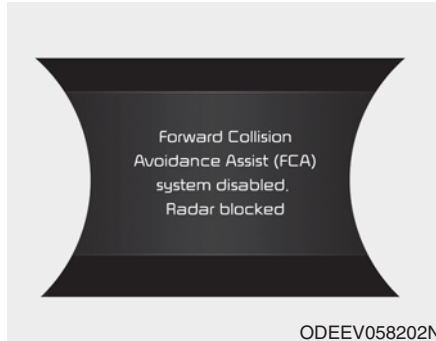 Forward Collision
Avoidance Assist (FCA)
system disabled.
Radar blocked
ODEEV058202N